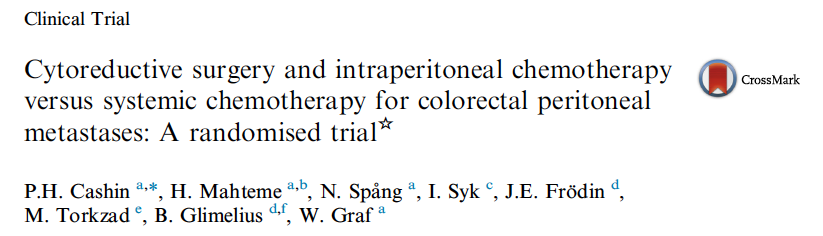 Clinical Trial
Cytoreductive surgery and intraperitoneal chemotherapy
versus systemic chemotherapy for colorectal peritoneal
metastases: A randomised trial☆
CrossMark
P.H. Cashin a,*, H. Mahteme a,b, N. Spång a, I. Syk c, J.E. Frödin d,
M. Torkzad e, B. Glimelius d,f, W. Graf a